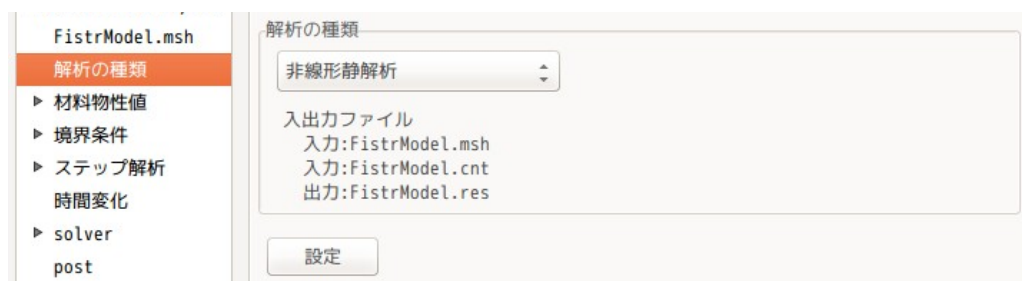 FistrModel.msh
解析の種類
▶ 材料物性値
▶ 境界条件
▶ ステップ解析
時間変化
▶ solver
post
解析の種類
非線形静解析
入出力ファイル
入力:FistrModel.msh
入力:FistrModel.cnt
出力:FistrModel.res
設定